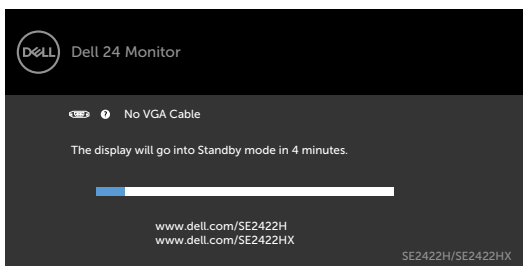 DELL Dell 24 Monitor
? No VGA Cable
The display will go into Standby mode in 4 minutes.
www.dell.com/SE2422H
www.dell.com/SE2422HX
SE2422H/SE2422HX